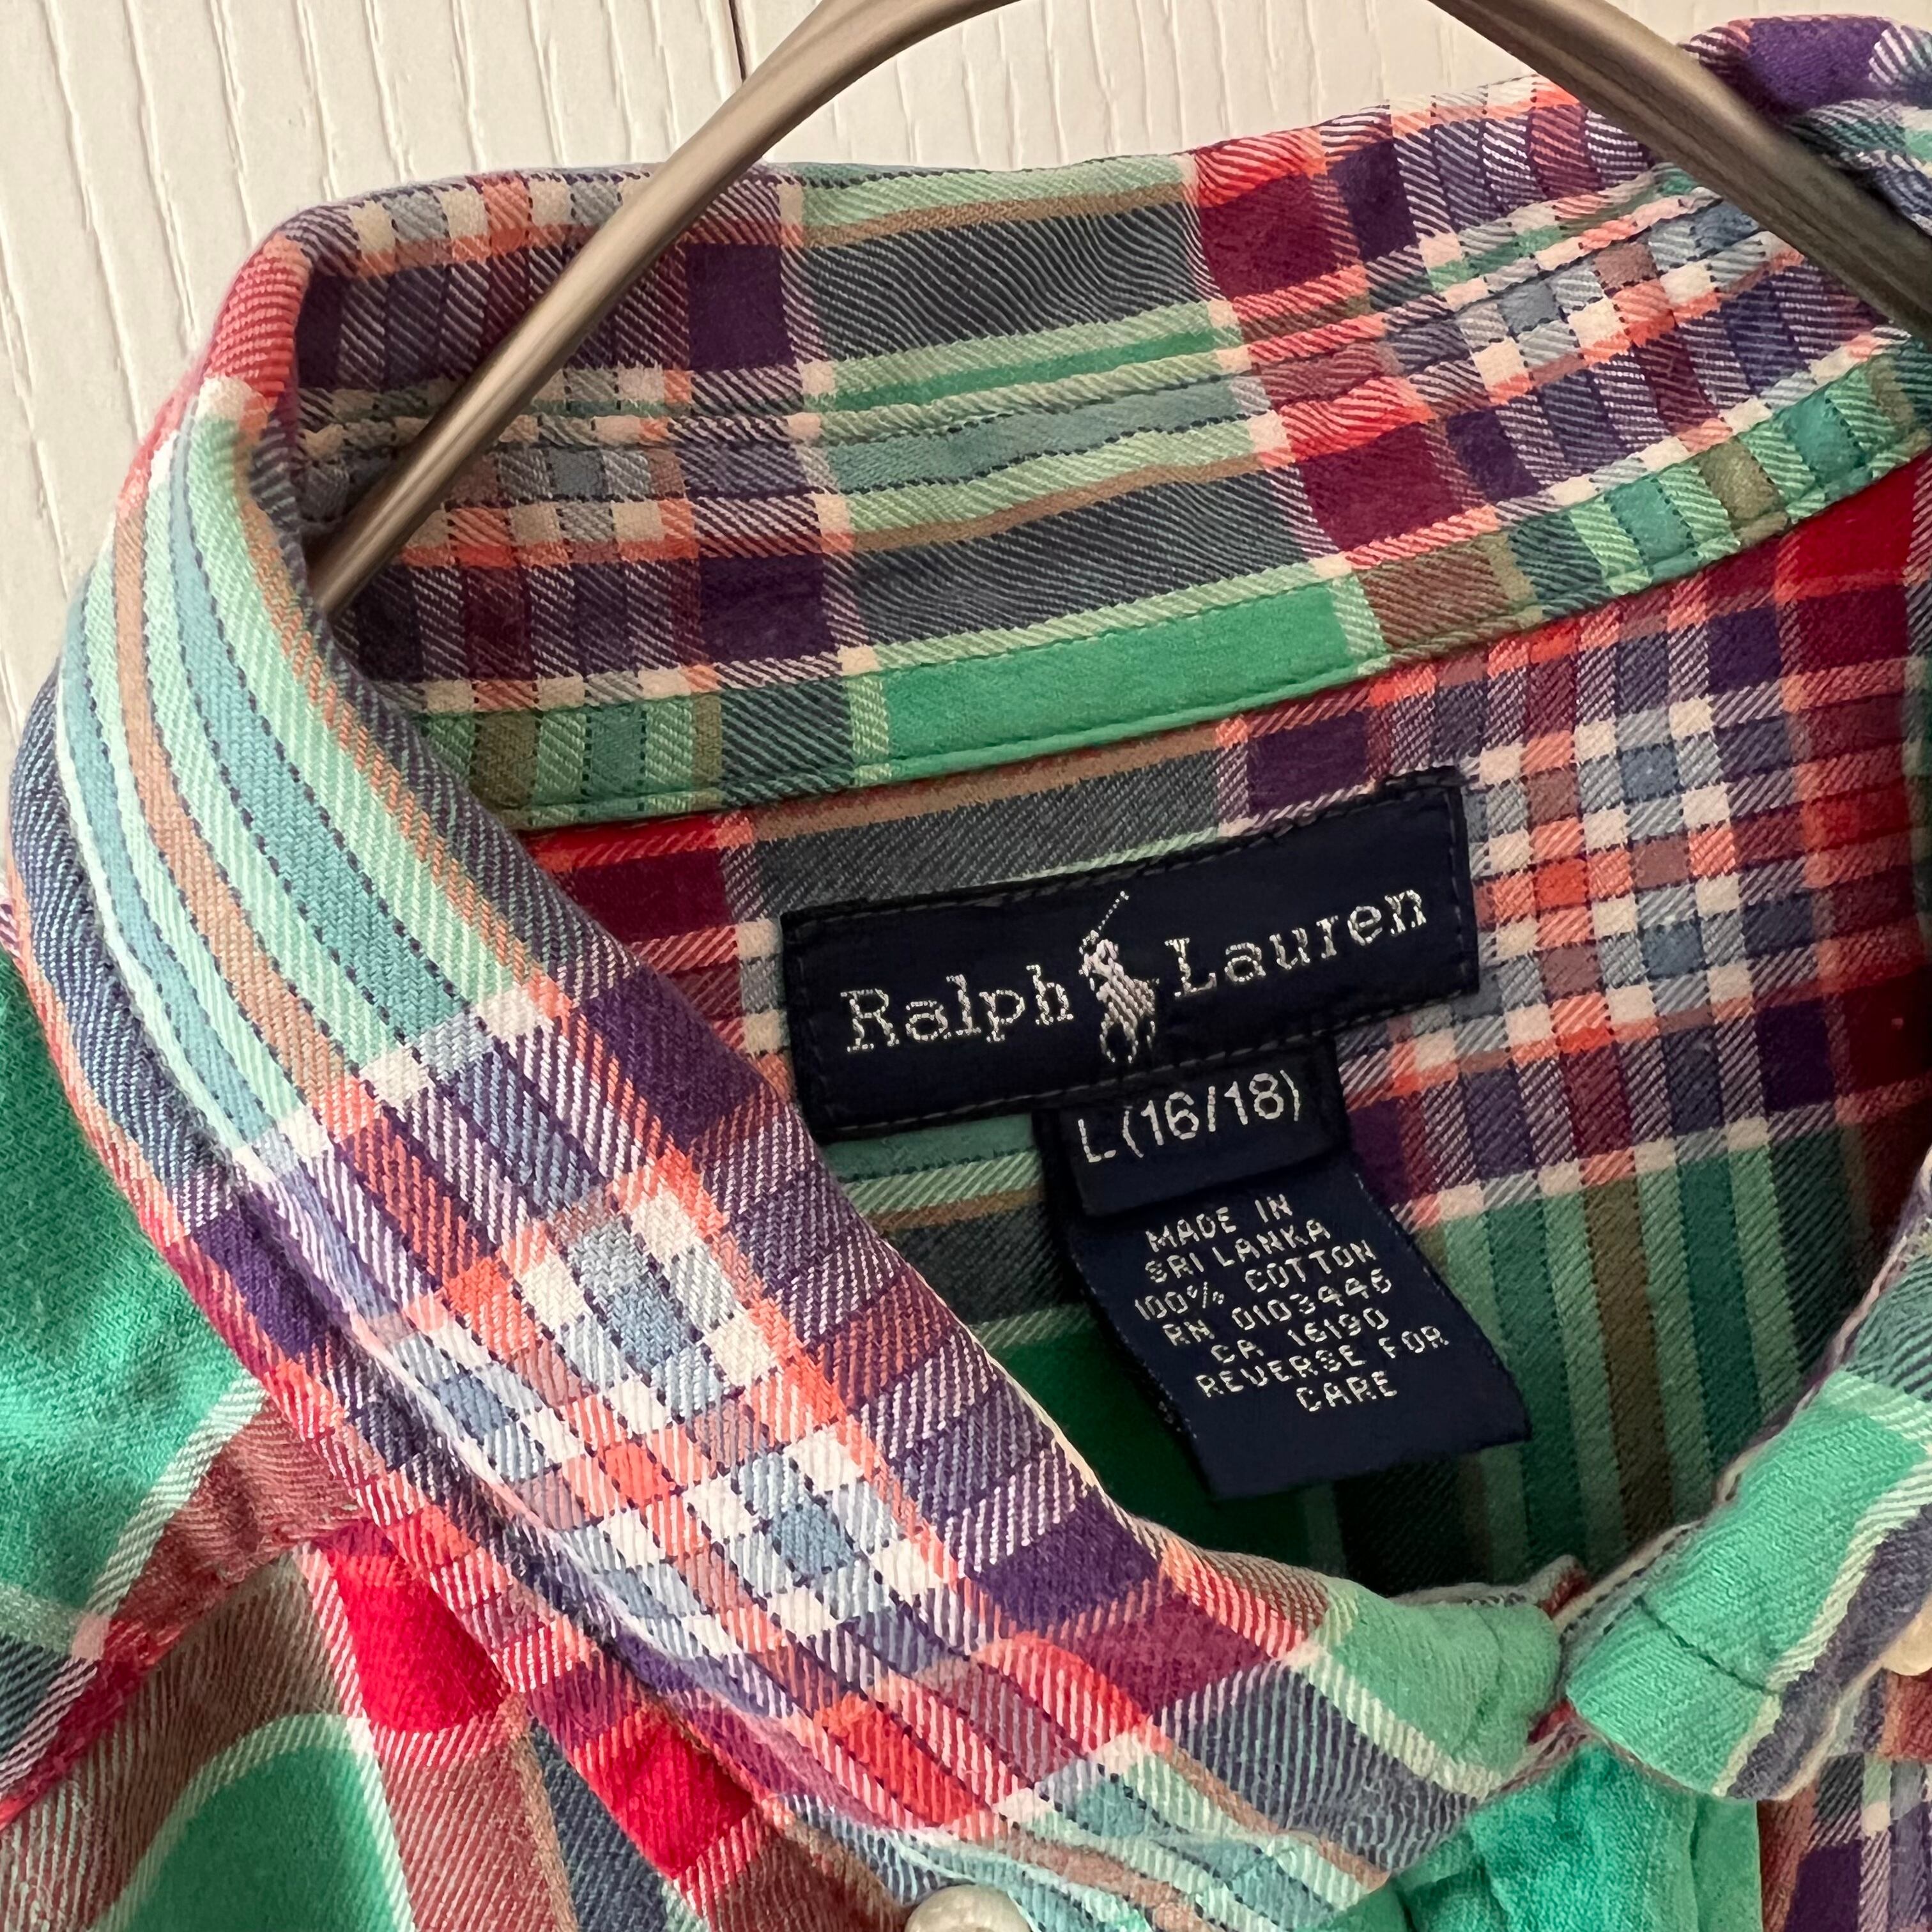 Ralph Lauren
L (16/18)
MADE IN
SRI LANKA
100% COTTON
RN 0103446
CA 16190
REVERSE FOR
CARE